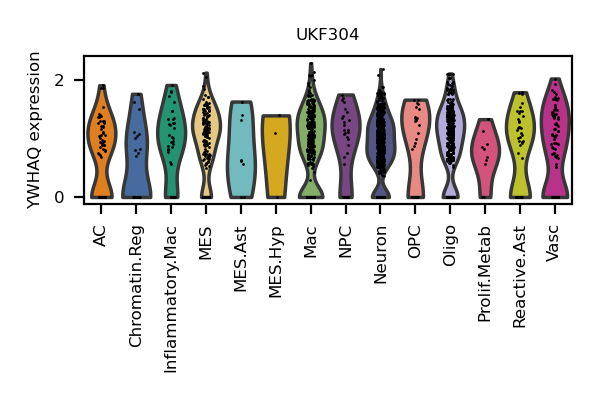 UKF304
YWHAQ expression
2
0
AC
Chromatin.Reg
Inflammatory.Mac
MES
MES.Ast
MES.Hyp
Mac
NPC
Neuron
OPC
Oligo
Prolif.Metab
Reactive.Ast
Vasc